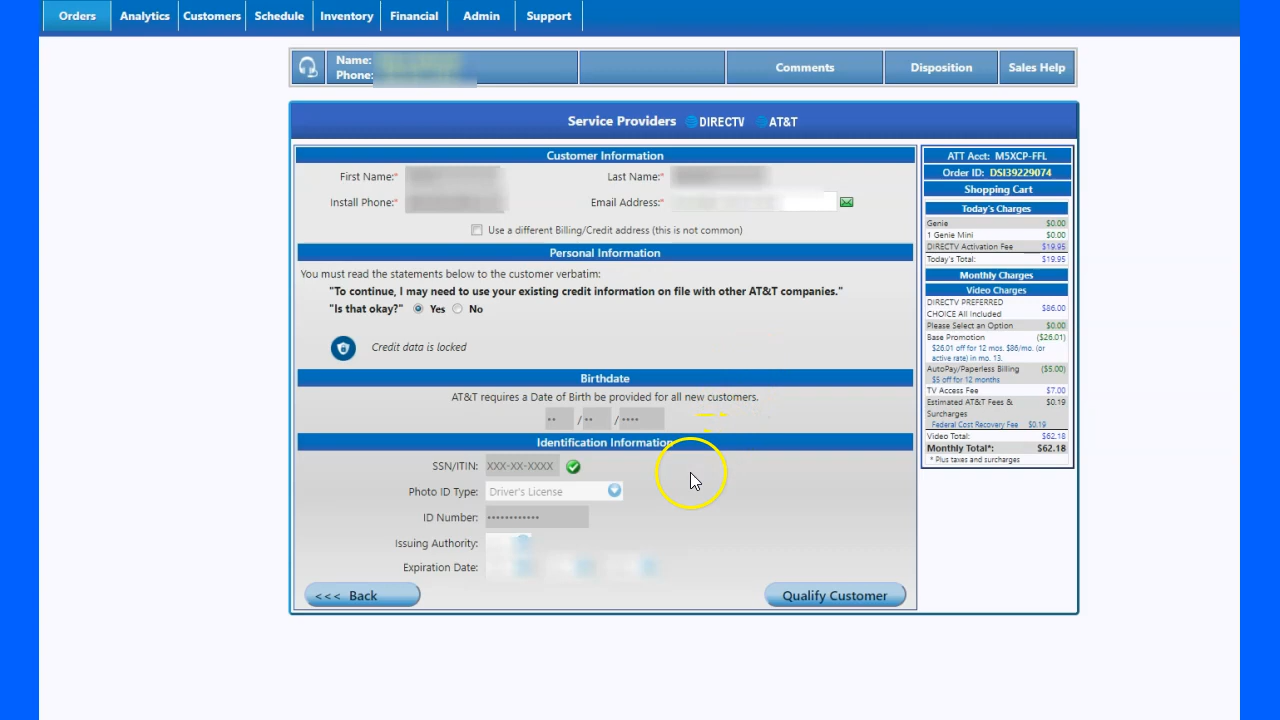 Orders Analytics Customers Schedule Inventory Financial Admin Support
Name:
Phone:
Comments Disposition Sales Help
Service Providers DIRECTV AT&T
Customer Information
First Name:* Last Name:*
Install Phone:* Email Address:*
Use a different Billing/Credit address (this is not common)
Personal Information
You must read the statements below to the customer verbatim:
"To continue, I may need to use your existing credit information on file with other AT&T companies."
"Is that okay?" Yes No
Credit data is locked
Birthdate
AT&T requires a Date of Birth be provided for all new customers.
•• / •• / ••••
Identification Information
SSN/ITIN: XXX-XX-XXXX
Photo ID Type: Driver's License
ID Number: ••••••••••••
Issuing Authority:
Expiration Date:
<<< Back Qualify Customer
ATT Acct: M5XCP-FFL
Order ID: DSI39229074
Shopping Cart
Today's Charges
Genie $0.00
1 Genie Mini $0.00
DIRECTV Activation Fee $19.95
Today's Total: $19.95
Monthly Charges
Video Charges
DIRECTV PREFERRED
CHOICE All Included $86.00
Please Select an Option $0.00
Base Promotion ($26.01)
$26.01 off for 12 mos. $86/mo. (or
active rate) in mo. 13.
AutoPay/Paperless Billing ($5.00)
$5 off for 12 months
TV Access Fee $7.00
Estimated AT&T Fees & $0.19
Surcharges
Federal Cost Recovery Fee $0.19
Video Total: $62.18
Monthly Total*: $62.18
* Plus taxes and surcharges